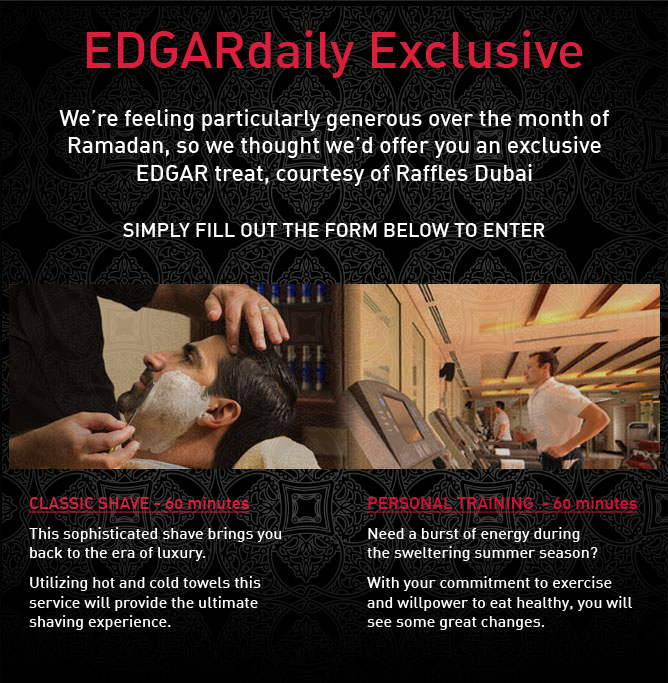 EDGARdaily Exclusive
We're feeling particularly generous over the month of
Ramadan, so we thought we'd offer you an exclusive
EDGAR treat, courtesy of Raffles Dubai
SIMPLY FILL OUT THE FORM BELOW TO ENTER
CLASSIC SHAVE - 60 minutes
This sophisticated shave brings you
back to the era of luxury.
Utilizing hot and cold towels this
service will provide the ultimate
shaving experience.
PERSONAL TRAINING - 60 minutes
Need a burst of energy during
the sweltering summer season?
With your commitment to exercise
and willpower to eat healthy, you will
see some great changes.